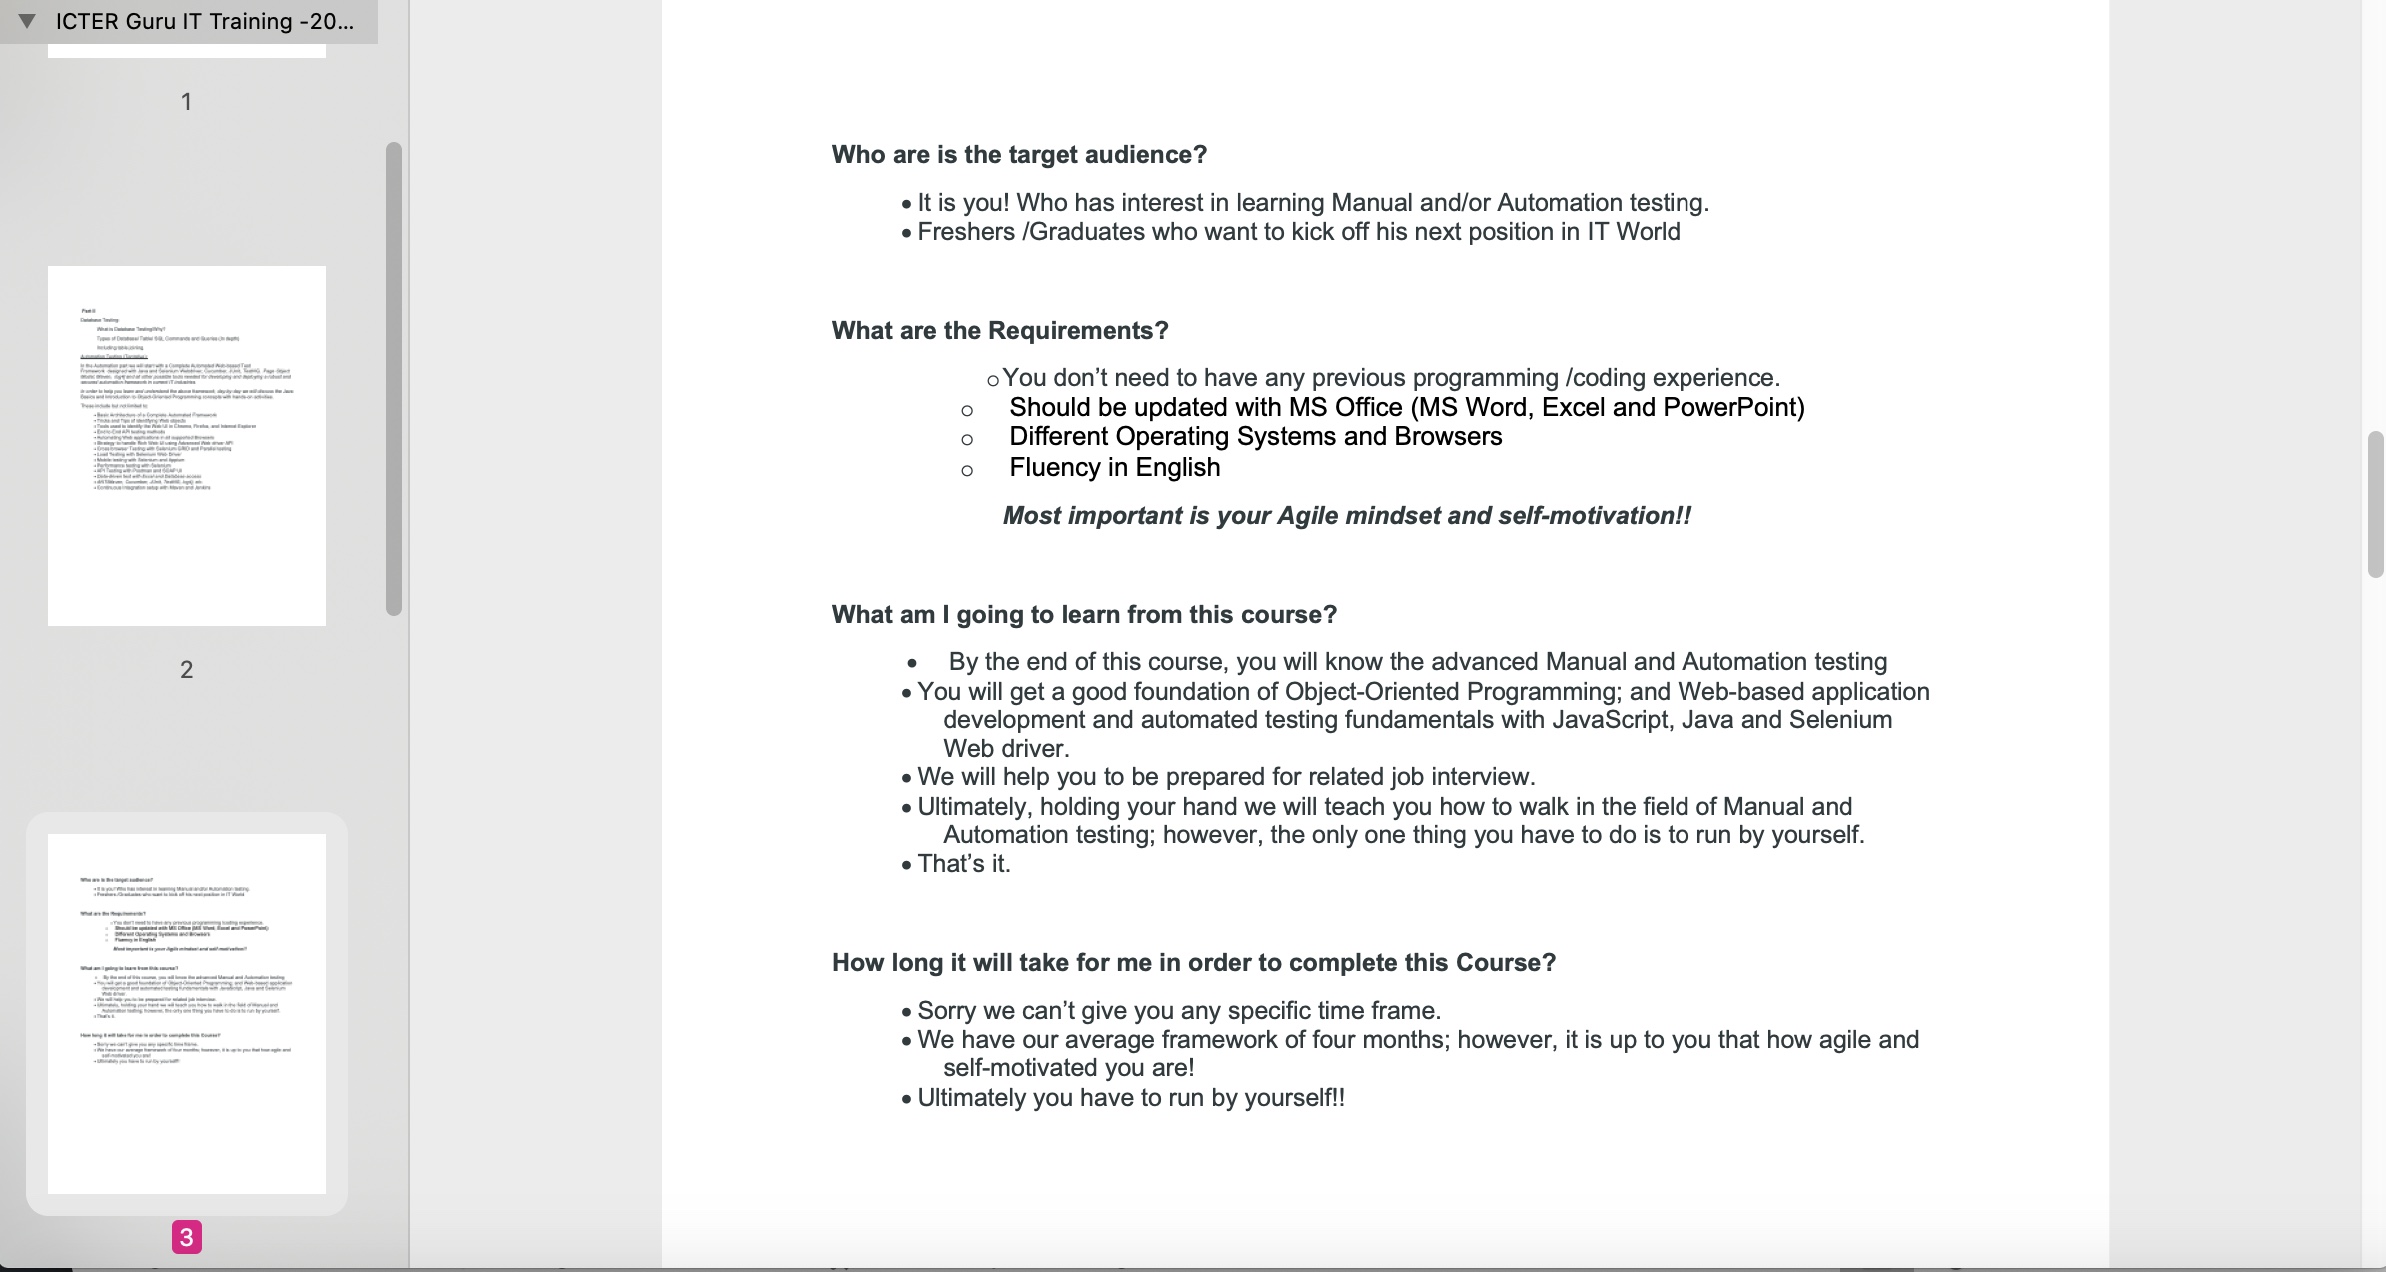 ICTER Guru IT Training -20...
1
2
3
Who are is the target audience?
• It is you! Who has interest in learning Manual and/or Automation testing.
• Freshers /Graduates who want to kick off his next position in IT World
What are the Requirements?
○ You don’t need to have any previous programming /coding experience.
○ Should be updated with MS Office (MS Word, Excel and PowerPoint)
○ Different Operating Systems and Browsers
○ Fluency in English
Most important is your Agile mindset and self-motivation!!
What am I going to learn from this course?
• By the end of this course, you will know the advanced Manual and Automation testing
• You will get a good foundation of Object-Oriented Programming; and Web-based application
development and automated testing fundamentals with JavaScript, Java and Selenium
Web driver.
• We will help you to be prepared for related job interview.
• Ultimately, holding your hand we will teach you how to walk in the field of Manual and
Automation testing; however, the only one thing you have to do is to run by yourself.
• That’s it.
How long it will take for me in order to complete this Course?
• Sorry we can’t give you any specific time frame.
• We have our average framework of four months; however, it is up to you that how agile and
self-motivated you are!
• Ultimately you have to run by yourself!!